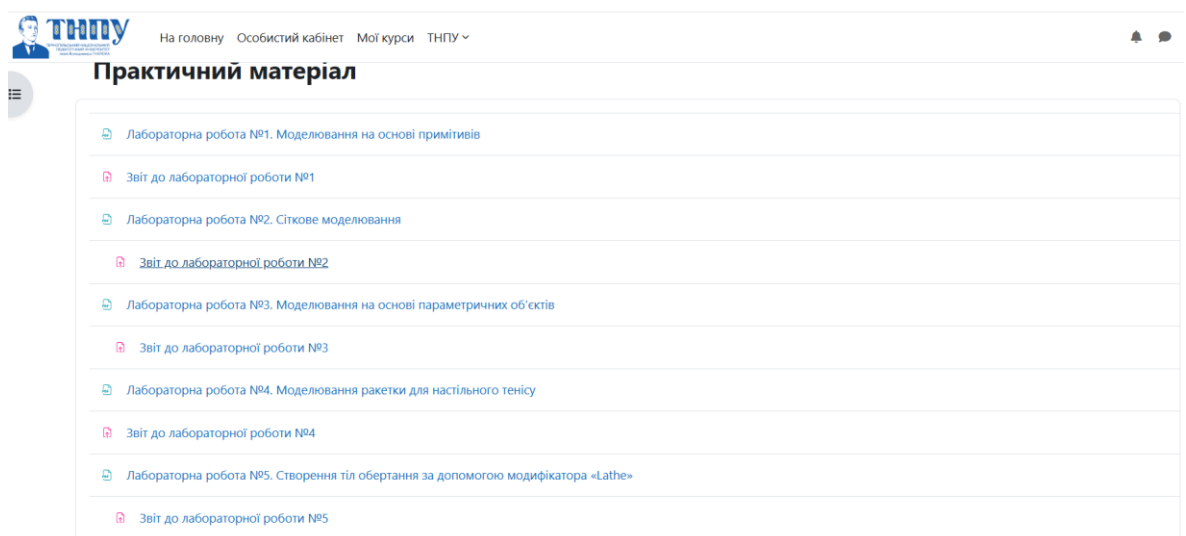 ТНПУ
На головну Особистий кабінет Мої курси ТНПУ
Практичний матеріал
Лабораторна робота №1. Моделювання на основі примітивів
Звіт до лабораторної роботи №1
Лабораторна робота №2. Сіткове моделювання
Звіт до лабораторної роботи №2
Лабораторна робота №3. Моделювання на основі параметричних об'єктів
Звіт до лабораторної роботи №3
Лабораторна робота №4. Моделювання ракетки для настільного тенісу
Звіт до лабораторної роботи №4
Лабораторна робота №5. Створення тіл обертання за допомогою модифікатора «Lathe»
Звіт до лабораторної роботи №5